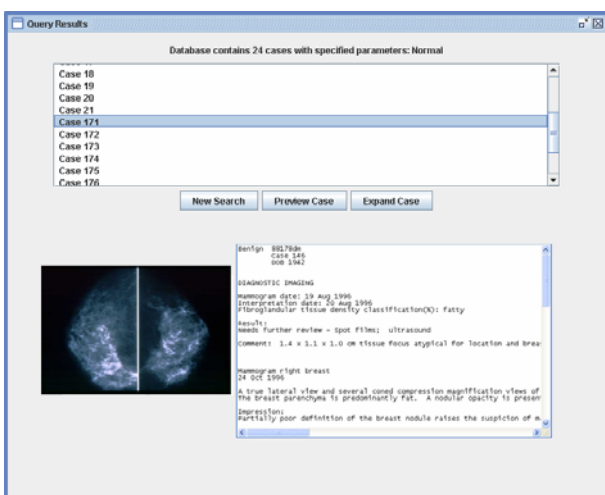 Query Results
Database contains 24 cases with specified parameters: Normal
Case 18
Case 19
Case 20
Case 21
Case 171
Case 172
Case 173
Case 174
Case 175
Case 176
New Search Preview Case Expand Case
Benign 88178dm
Case 146
DOB 1942
DIAGNOSTIC IMAGING
Mammogram date: 19 Aug 1996
Interpretation date: 20 Aug 1996
Fibroglandular tissue density classification(%): fatty
Result:
Needs further review - Spot films; ultrasound
Comment: 1.4 x 1.1 x 1.0 cm tissue focus atypical for location and breas
Mammogram right breast
24 Oct 1996
A true lateral view and several coned compression magnification views of
The breast parenchyma is predominantly fat. A nodular opacity is present
Impression:
Partially poor definition of the breast nodule raises the suspicion of m